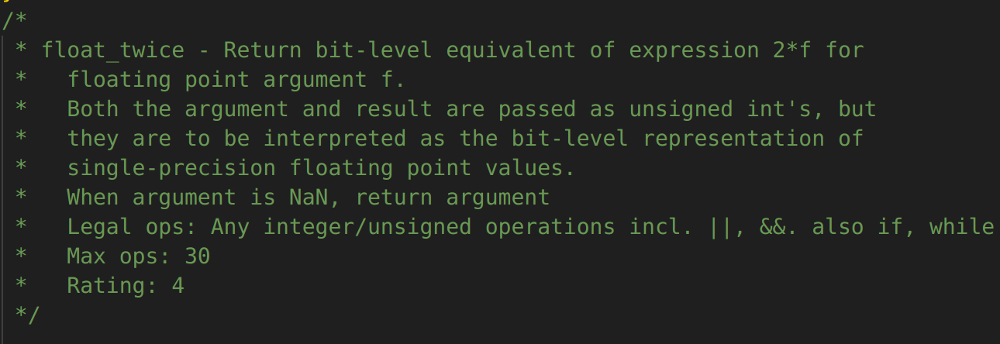 /*
 * float_twice - Return bit-level equivalent of expression 2*f for
 *   floating point argument f.
 *   Both the argument and result are passed as unsigned int's, but
 *   they are to be interpreted as the bit-level representation of
 *   single-precision floating point values.
 *   When argument is NaN, return argument
 *   Legal ops: Any integer/unsigned operations incl. ||, &&. also if, while
 *   Max ops: 30
 *   Rating: 4
 */